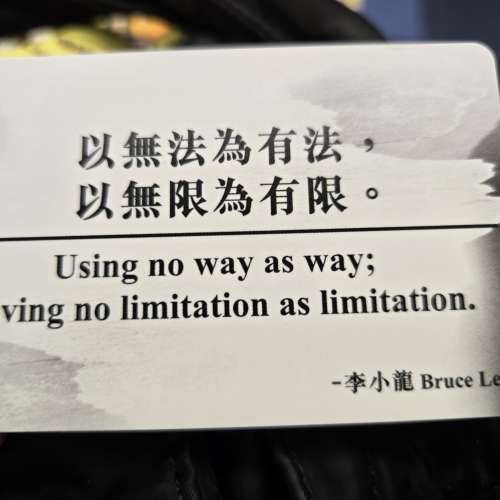 以無法為有法，
以無限為有限。
Using no way as way;
ving no limitation as limitation.
-李小龍 Bruce Le